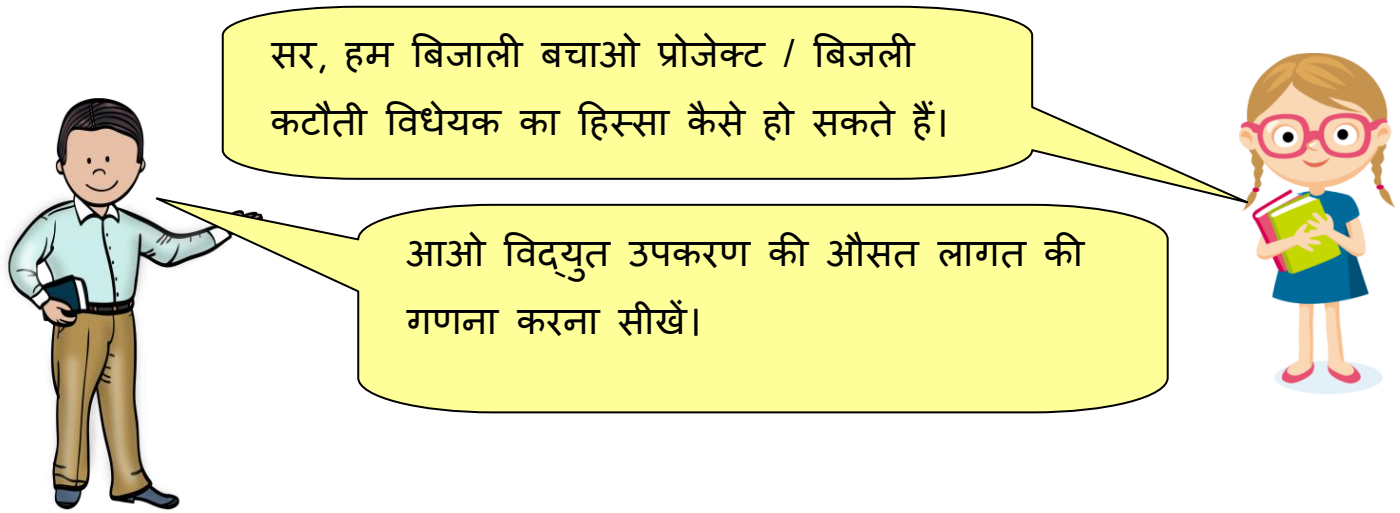 सर, हम बिजाली बचाओ प्रोजेक्ट / बिजली
कटौती विधेयक का हिस्सा कैसे हो सकते हैं।
आओ विद्‌युत उपकरण की औसत लागत की
गणना करना सीखें।